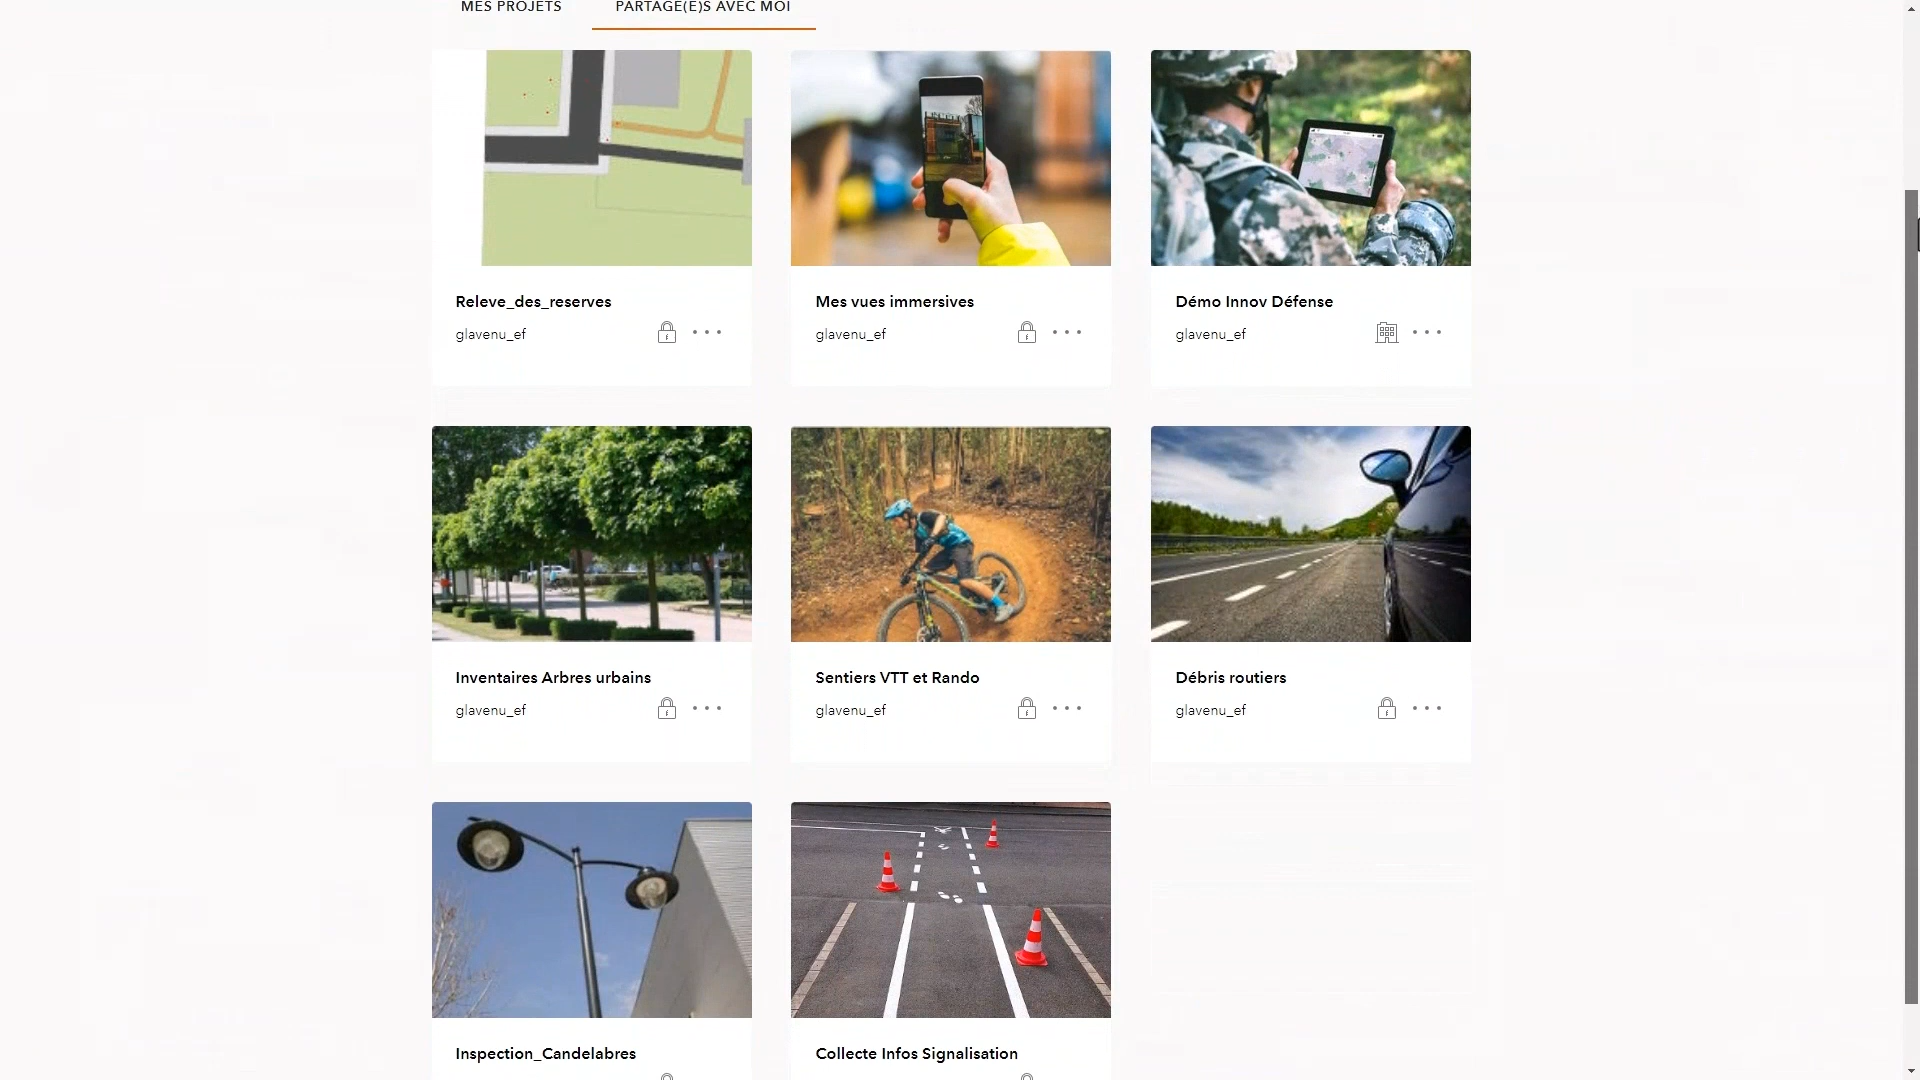 MES PROJETS
PARTAGÉ(E)S AVEC MOI
Releve_des_reserves
glavenu_ef
Mes vues immersives
glavenu_ef
Démo Innov Défense
glavenu_ef
Inventaires Arbres urbains
glavenu_ef
Sentiers VTT et Rando
glavenu_ef
Débris routiers
glavenu_ef
Inspection_Candelabres
Collecte Infos Signalisation